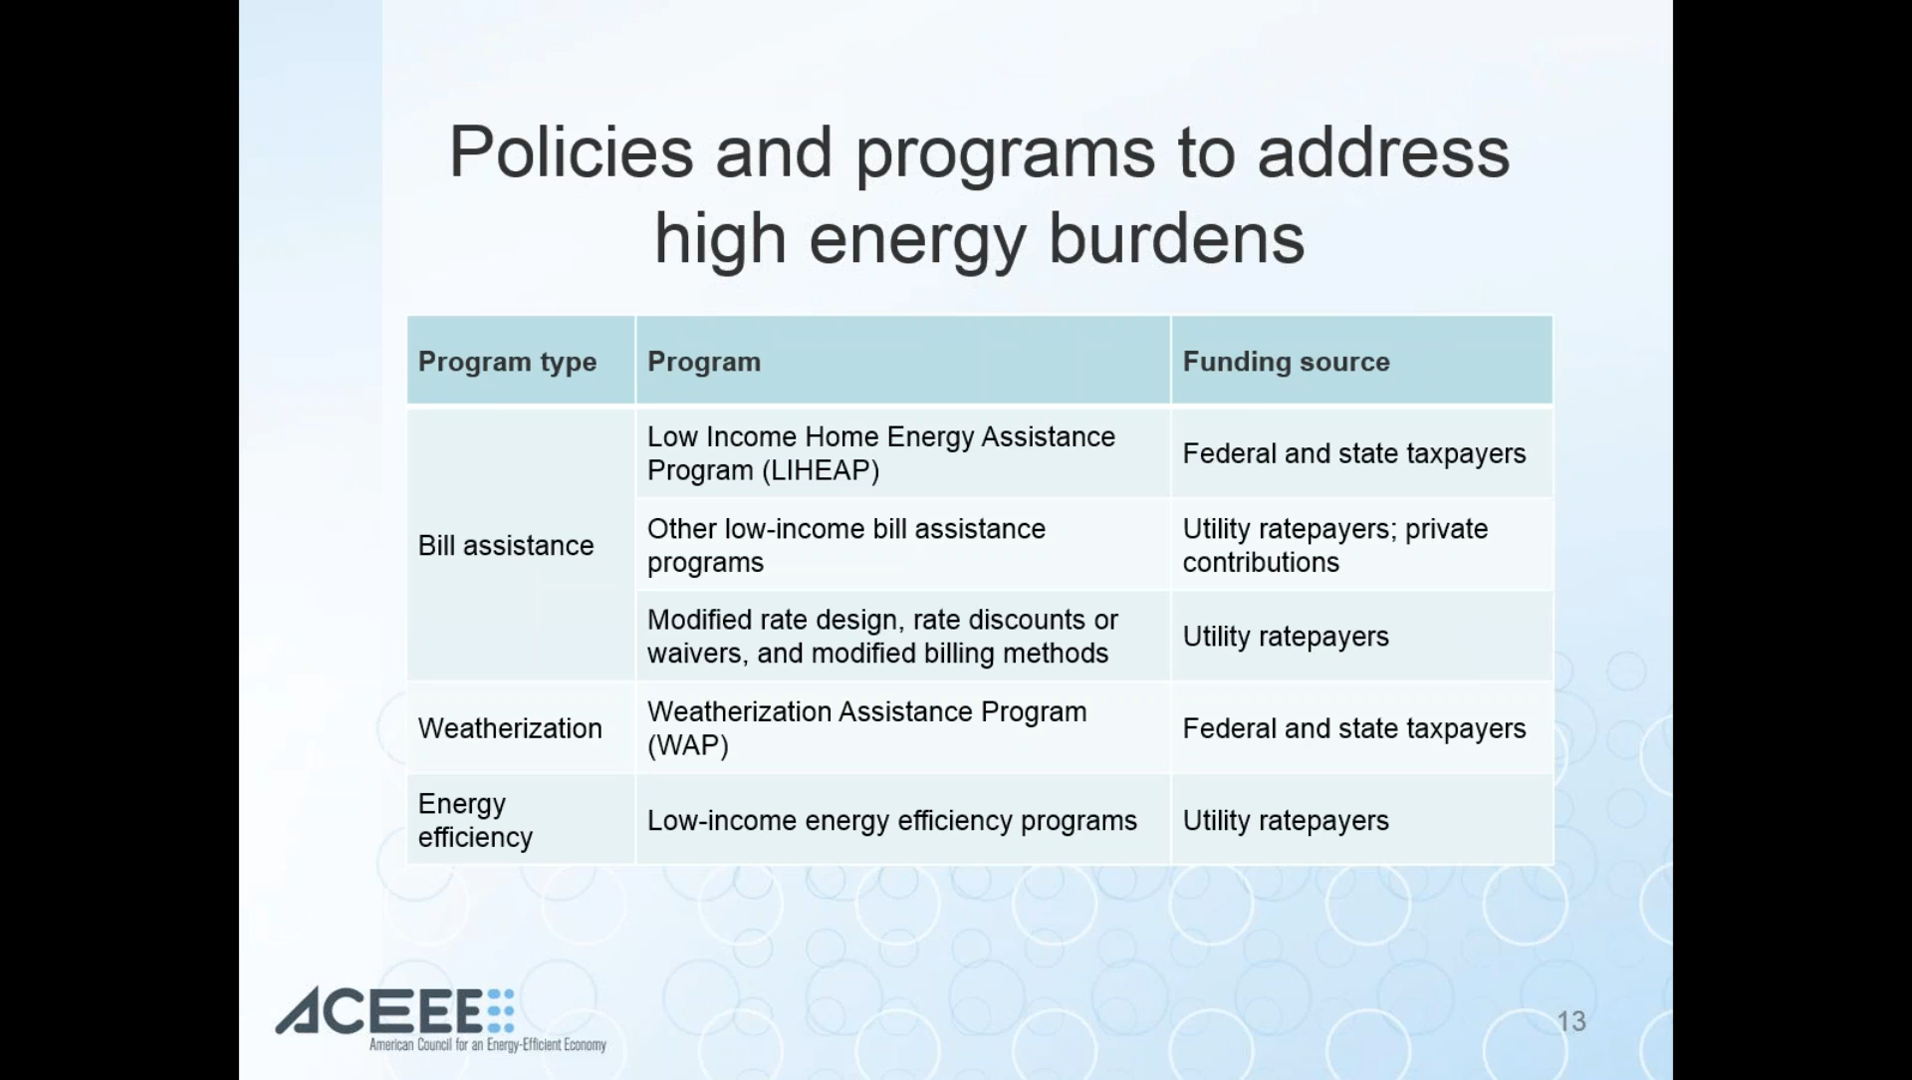 Policies and programs to address
high energy burdens
Program type
Program
Funding source
Bill assistance
Low Income Home Energy Assistance
Program (LIHEAP)
Federal and state taxpayers
Other low-income bill assistance
programs
Utility ratepayers; private
contributions
Modified rate design, rate discounts or
waivers, and modified billing methods
Utility ratepayers
Weatherization
Weatherization Assistance Program
(WAP)
Federal and state taxpayers
Energy
efficiency
Low-income energy efficiency programs
Utility ratepayers
ACEEE
American Council for an Energy-Efficient Economy
13